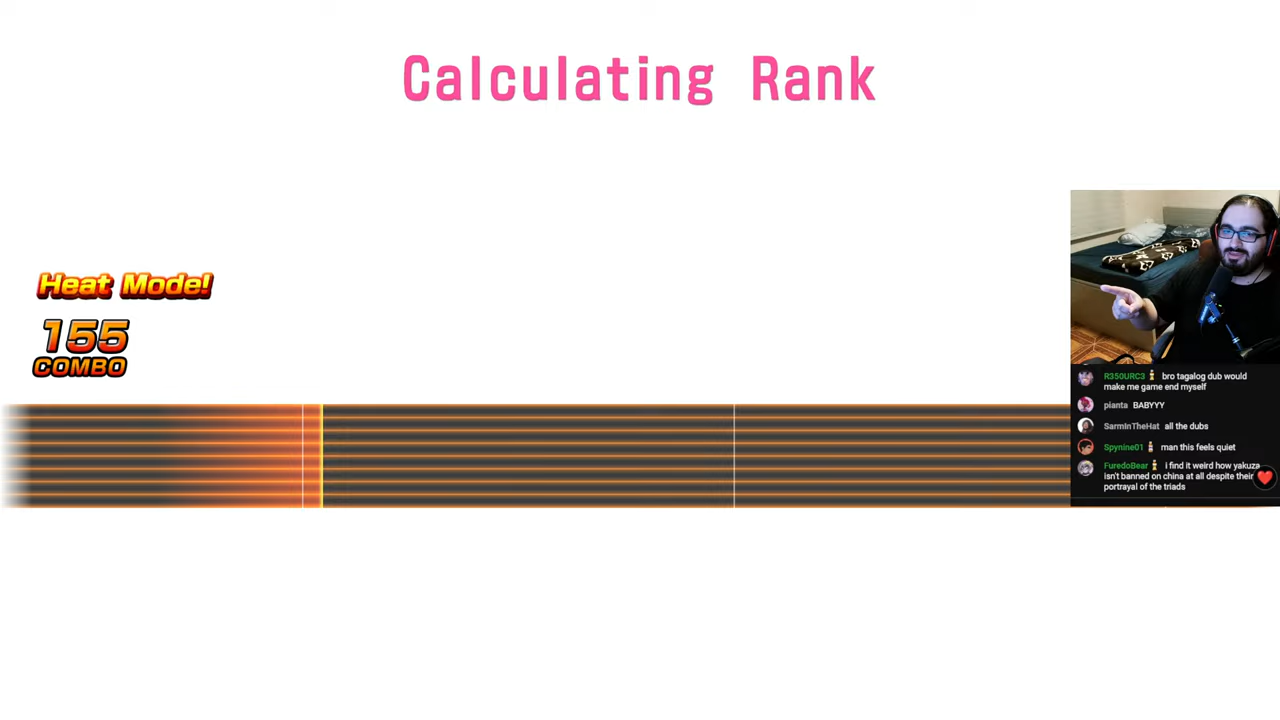 Calculating Rank
Heat Mode!
155
COMBO
R350URC3 bro tagalog dub would
make me game end myself
pianta BABYYY
SarmInTheHat all the dubs
Spynine01 man this feels quiet
FuredoBear i find it weird how yakuza
isn't banned on china at all despite their
portrayal of the triads